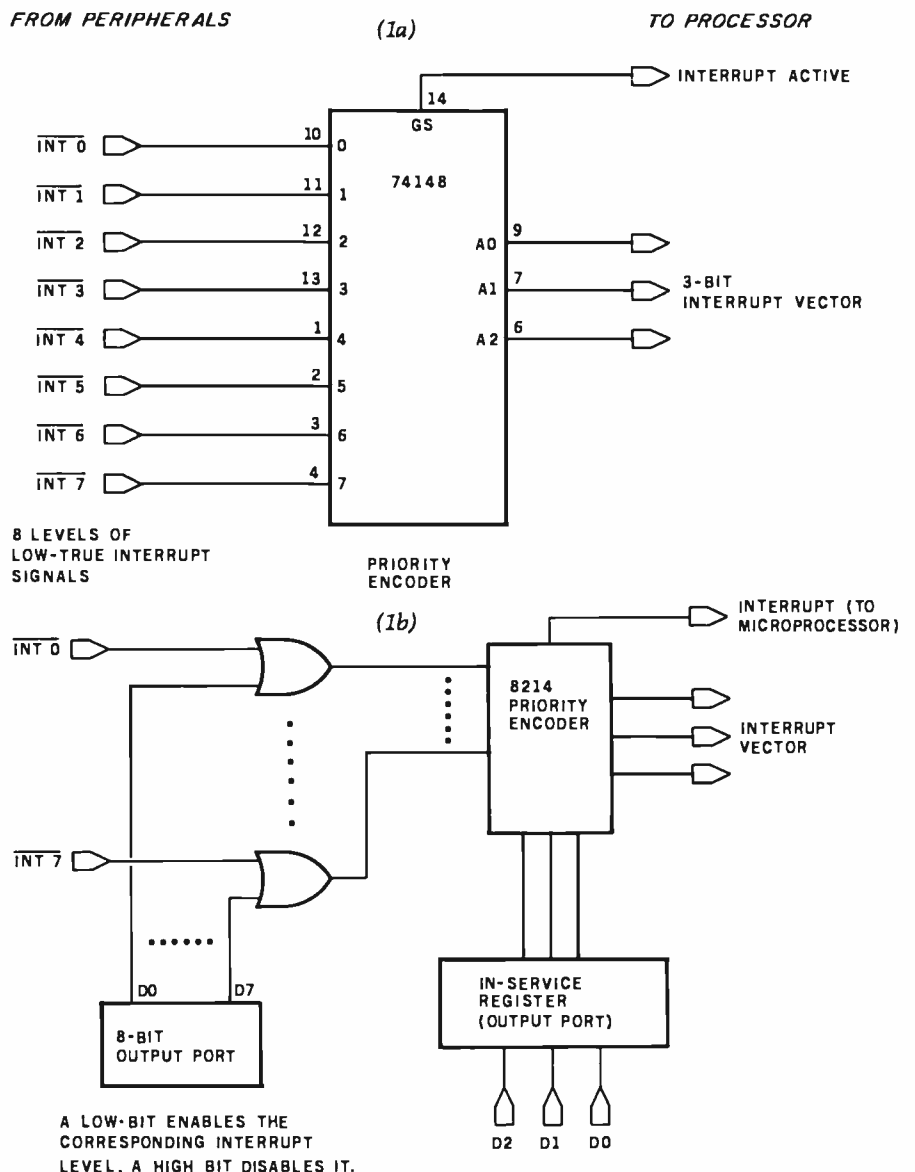 FROM PERIPHERALS
(1a)
TO PROCESSOR
INTERRUPT ACTIVE
14
GS
74148
INT 0
10
0
INT 1
11
1
INT 2
12
2
INT 3
13
3
INT 4
1
4
INT 5
2
5
INT 6
3
6
INT 7
4
7
A0
9
A1
7
A2
6
3-BIT
INTERRUPT VECTOR
8 LEVELS OF
LOW-TRUE INTERRUPT
SIGNALS
PRIORITY
ENCODER
(1b)
INTERRUPT (TO
MICROPROCESSOR)
INT 0
8214
PRIORITY
ENCODER
INTERRUPT
VECTOR
INT 7
D0
D7
8-BIT
OUTPUT PORT
IN-SERVICE
REGISTER
(OUTPUT PORT)
D2
D1
D0
A LOW-BIT ENABLES THE
CORRESPONDING INTERRUPT
LEVEL. A HIGH BIT DISABLES IT.